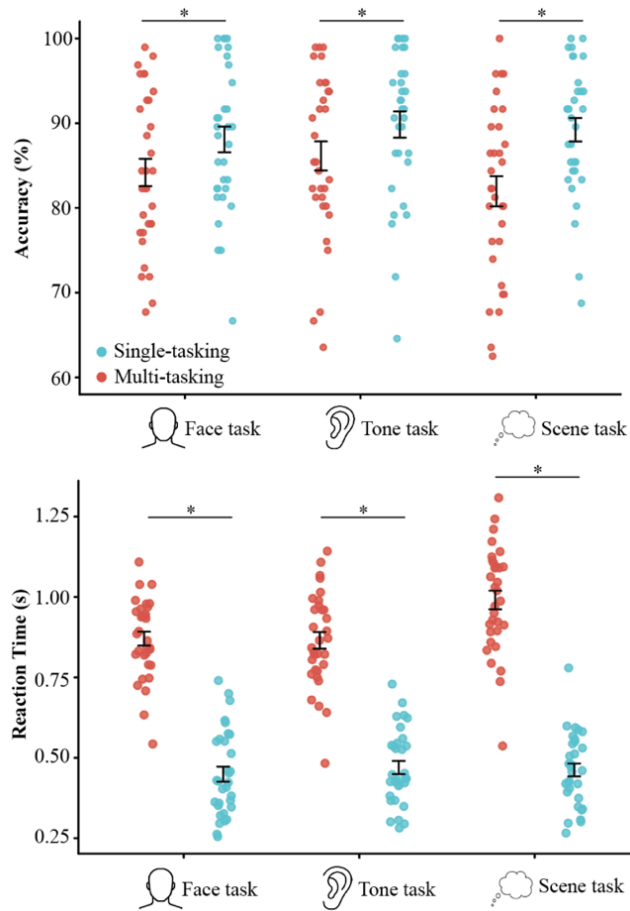 *
*
*
100
90
80
70
60
Accuracy (%)
Single-tasking
Multi-tasking
Face task
Tone task
Scene task
*
*
*
1.25
1.00
0.75
0.50
0.25
Reaction Time (s)
Face task
Tone task
Scene task